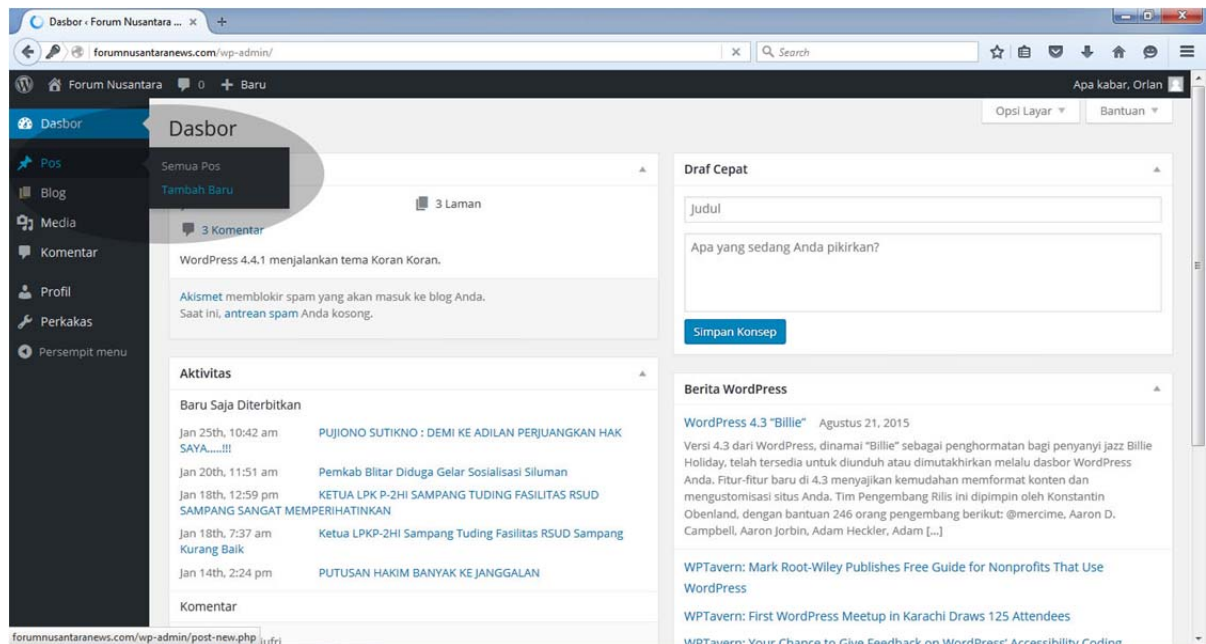 Dasbor ‹ Forum Nusantara ... × +
forumnusantaranews.com/wp-admin/
Search
Forum Nusantara 0 + Baru
Apa kabar, Orlan
Dasbor
Pos
Blog
Media
Komentar
Profil
Perkakas
Persempit menu
Semua Pos
Tambah Baru
Dasbor
Opsi Layar
Bantuan
3 Laman
3 Komentar
WordPress 4.4.1 menjalankan tema Koran Koran.
Akismet memblokir spam yang akan masuk ke blog Anda.
Saat ini, antrean spam Anda kosong.
Aktivitas
Baru Saja Diterbitkan
Jan 25th, 10:42 am PUJIONO SUTIKNO : DEMI KE ADILAN PERJUANGKAN HAK
SAYA.....!!!
Jan 20th, 11:51 am Pemkab Blitar Diduga Gelar Sosialisasi Siluman
Jan 18th, 12:59 pm KETUA LPK P-2HI SAMPANG TUDING FASILITAS RSUD
SAMPANG SANGAT MEMPERIHATINKAN
Jan 18th, 7:37 am Ketua LPKP-2HI Sampang Tuding Fasilitas RSUD Sampang
Kurang Baik
Jan 14th, 2:24 pm PUTUSAN HAKIM BANYAK KE JANGGALAN
Komentar
Draf Cepat
Judul
Apa yang sedang Anda pikirkan?
Simpan Konsep
Berita WordPress
WordPress 4.3 “Billie” Agustus 21, 2015
Versi 4.3 dari WordPress, dinamai “Billie” sebagai penghormatan bagi penyanyi jazz Billie
Holiday, telah tersedia untuk diunduh atau dimutakhirkan melalu dasbor WordPress
Anda. Fitur-fitur baru di 4.3 menyajikan kemudahan memformat konten dan
mengustomisasi situs Anda. Tim Pengembang Rilis ini dipimpin oleh Konstantin
Obenland, dengan bantuan 246 orang pengembang berikut: @mercime, Aaron D.
Campbell, Aaron Jorbin, Adam Heckler, Adam [...]
WPTavern: Mark Root-Wiley Publishes Free Guide for Nonprofits That Use
WordPress
WPTavern: First WordPress Meetup in Karachi Draws 125 Attendees
WPTavern: Your Chance to Give Feedback on WordPress’ Accessibility Coding
forumnusantaranews.com/wp-admin/post-new.php